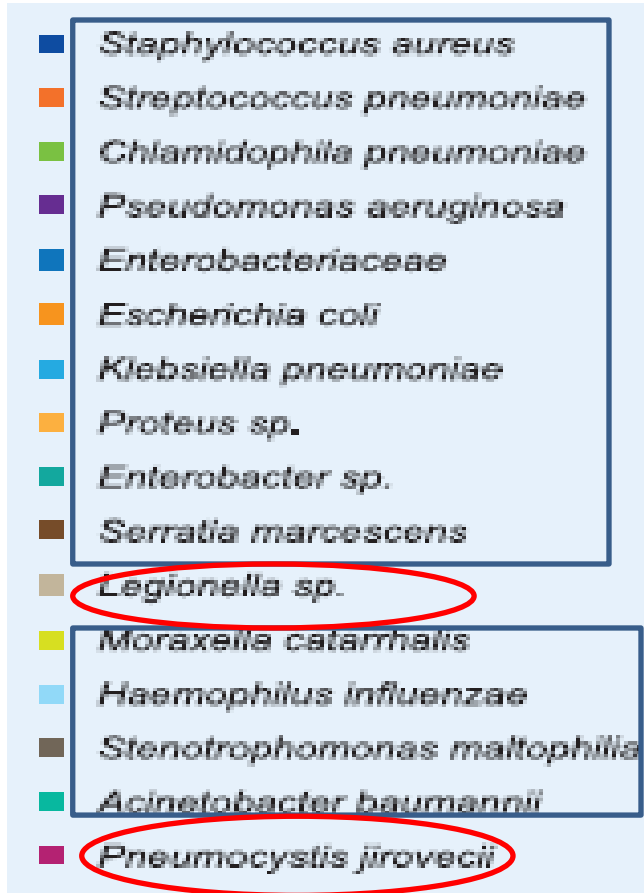 Staphylococcus aureus
Streptococcus pneumoniae
Chlamidophila pneumoniae
Pseudomonas aeruginosa
Enterobacteriaceae
Escherichia coli
Klebsiella pneumoniae
Proteus sp.
Enterobacter sp.
Serratia marcescens
Legionella sp.
Moraxella catarrhalis
Haemophilus influenzae
Stenotrophomonas maltophilia
Acinetobacter baumannii
Pneumocystis jirovecii